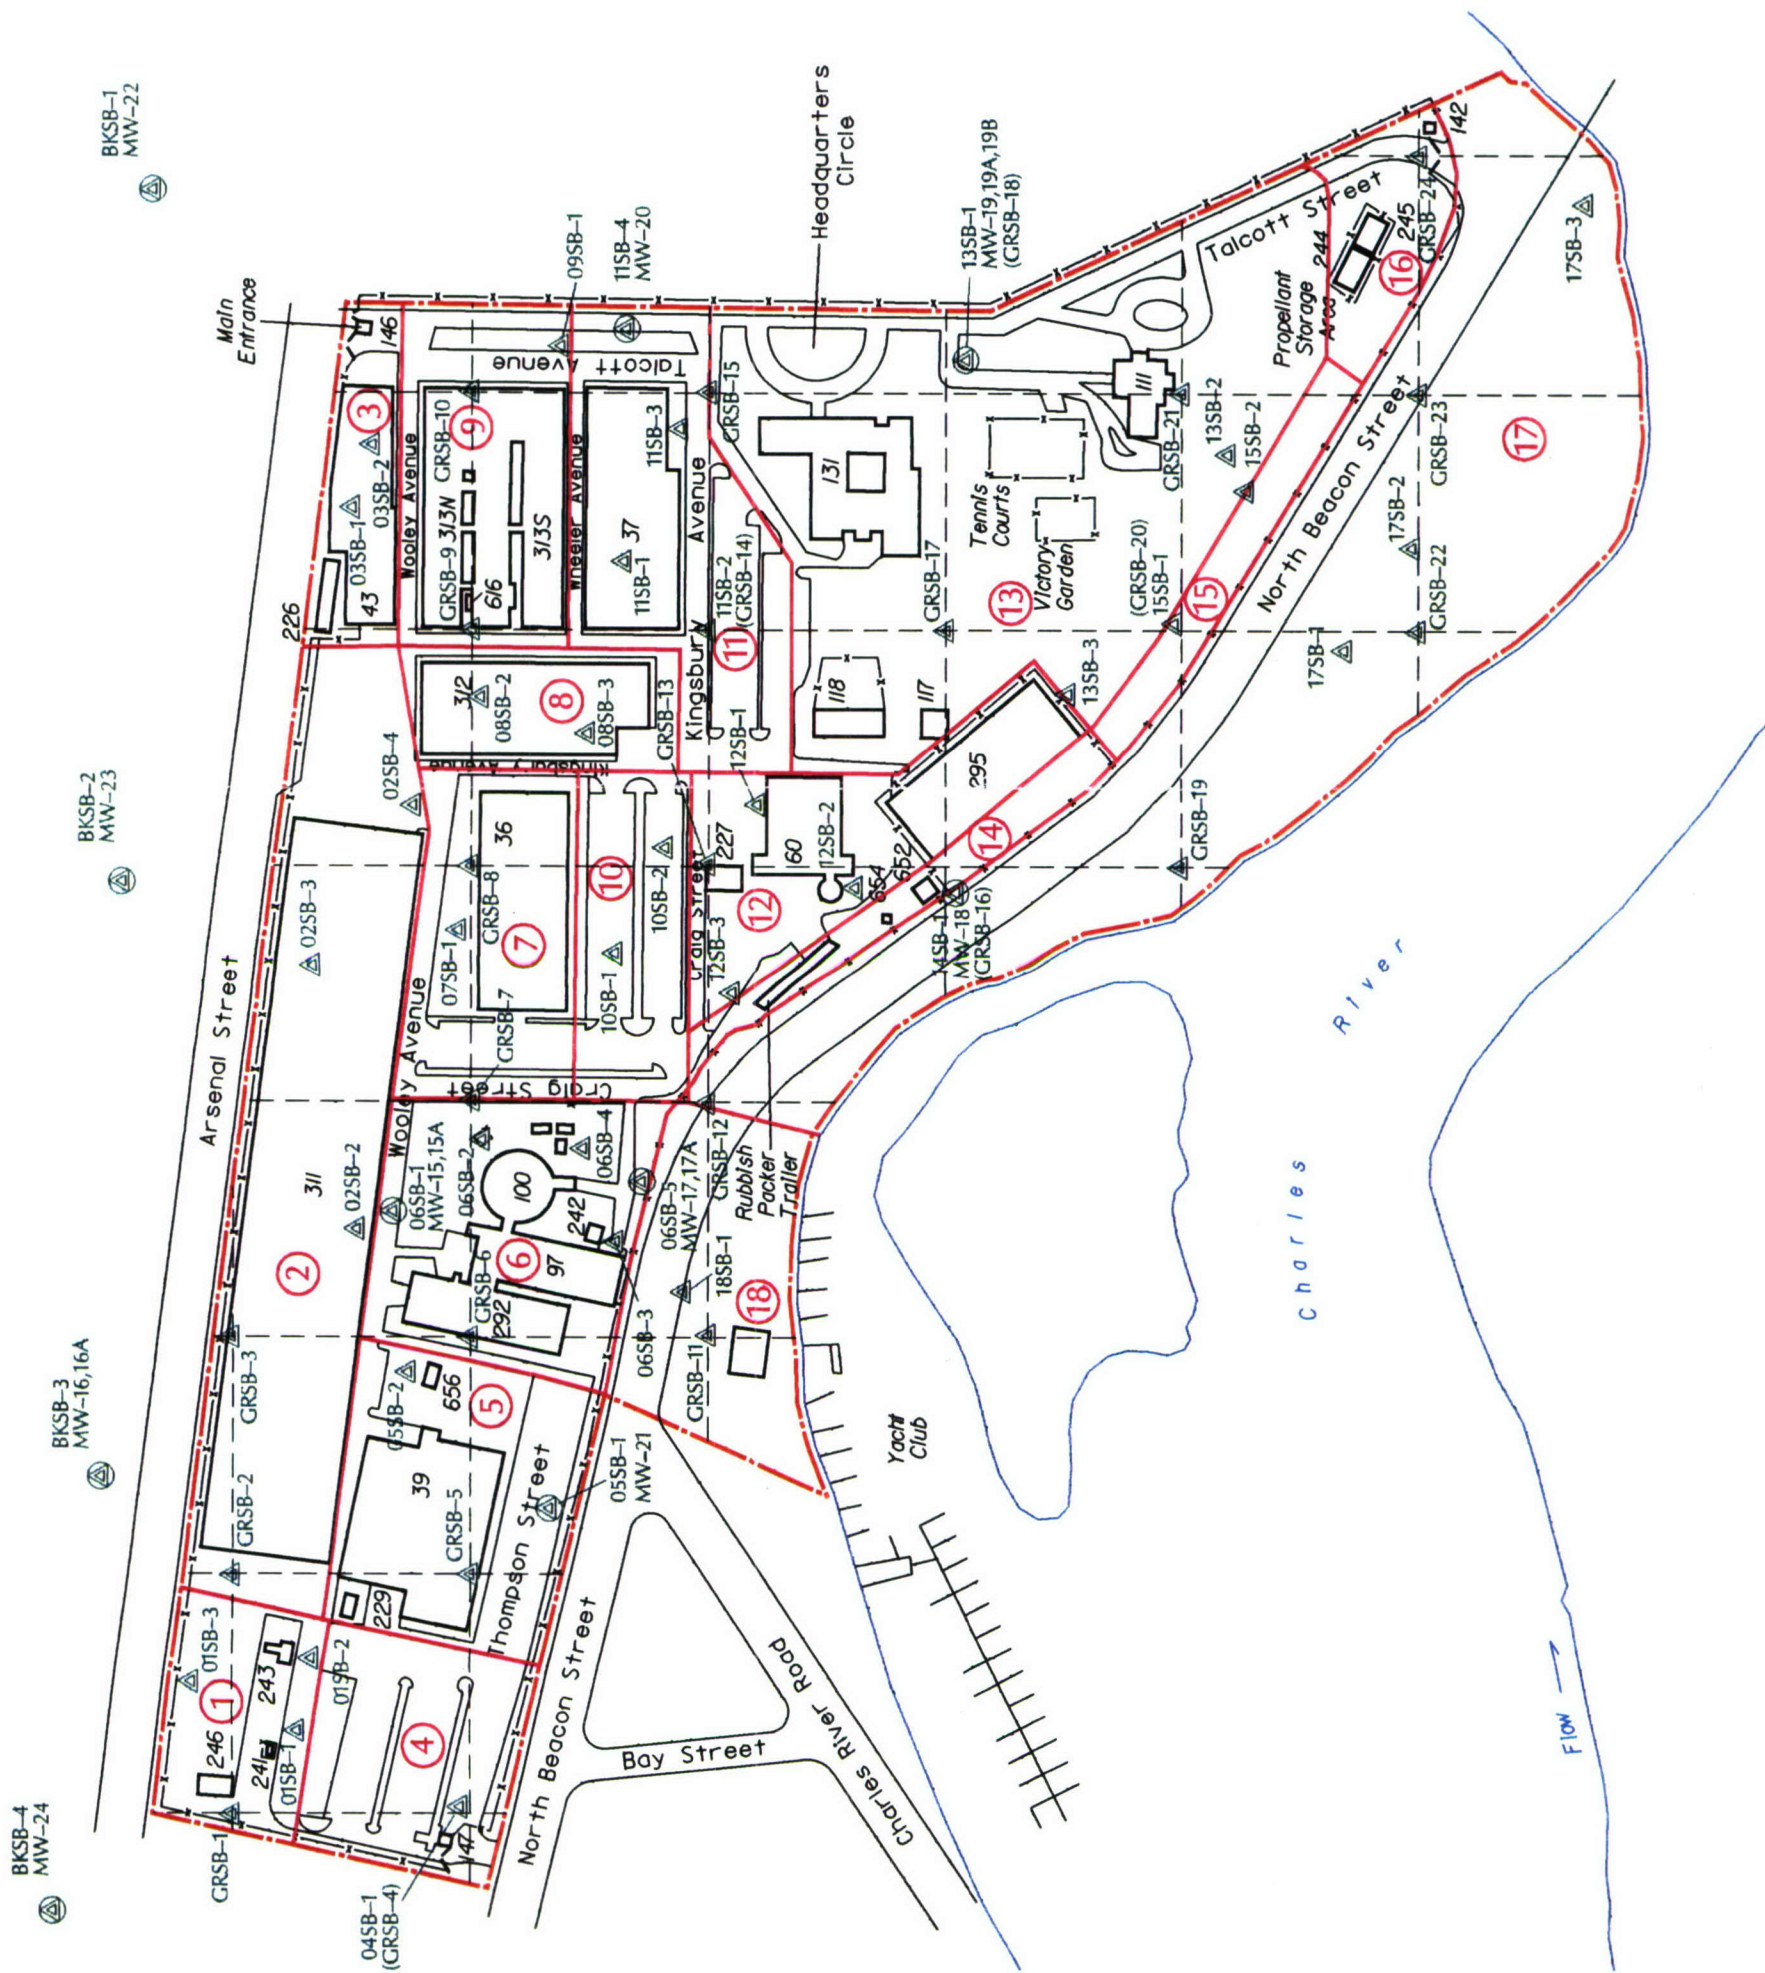 BKSB-4
MW-24
BKSB-3
MW-16,16A
BKSB-2
MW-23
BKSB-1
MW-22
Arsenal Street
Main
Entrance
GRSB-1
01SB-3
1
246
243
241
01SB-1
01SB-2
4
147
04SB-1
(GRSB-4)
GRSB-2
GRSB-3
2
311
02SB-2
02SB-3
02SB-4
229
39
GRSB-5
05SB-2
656
5
Thompson Street
05SB-1
MW-21
Wooley Avenue
06SB-1
MW-15,15A
06SB-2
100
GRSB-6
292
6
97
242
06SB-4
06SB-3
06SB-5
MW-17,17A
Craig Street
GRSB-7
07SB-1
GRSB-8
7
36
10
10SB-1
10SB-2
Craig Street
Kingsbury Avenue
312
08SB-2
8
08SB-3
GRSB-13
226
43
03SB-1
03SB-2
3
146
Wooley Avenue
GRSB-9
313N
GRSB-10
9
616
313S
Wheeler Avenue
Talcott Avenue
09SB-1
11SB-4
MW-20
37
11SB-1
11SB-3
Kingsbury Avenue
GRSB-15
11SB-2
(GRSB-14)
11
12SB-1
227
12
12SB-3
60
12SB-2
654
652
14SB-1
MW-18
(GRSB-16)
14
295
118
117
131
Headquarters
Circle
13SB-1
MW-19,19A,19B
(GRSB-18)
GRSB-17
Tennis
Courts
Victory
Garden
13
13SB-3
111
GRSB-21
13SB-2
15SB-2
(GRSB-20)
15SB-1
15
Talcott Street
Propellant
Storage
Area
244
245
16
GRSB-24
142
North Beacon Street
17SB-1
GRSB-22
17SB-2
GRSB-23
17
17SB-3
GRSB-19
GRSB-12
Rubbish
Packer
Trailer
18SB-1
18
GRSB-11
Yacht
Club
North Beacon Street
Bay Street
Charles River Road
Charles River
Flow